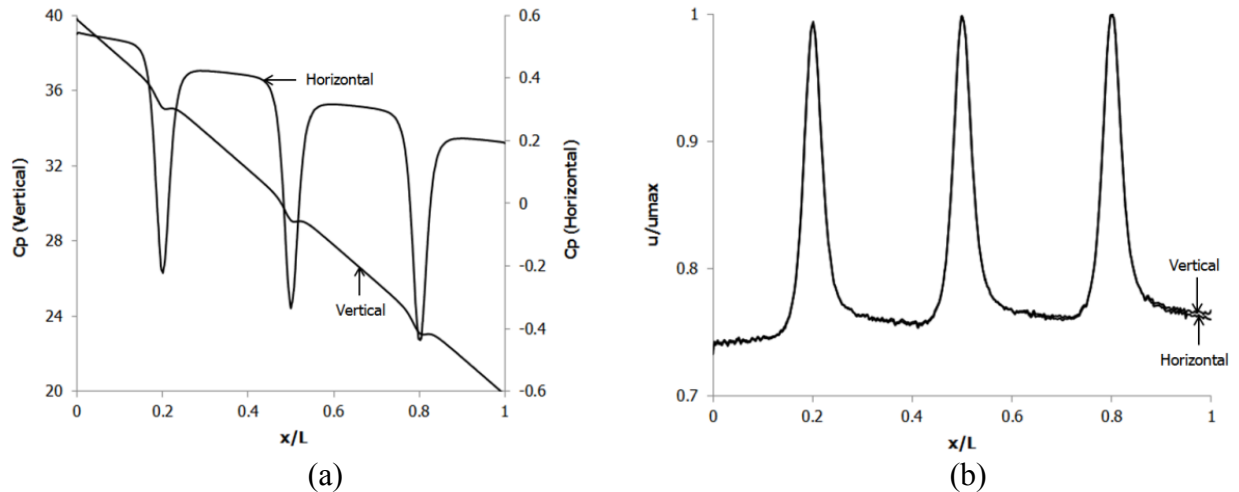 40
36
32
28
24
20
Cp (Vertical)
0.6
0.4
0.2
0
-0.2
-0.4
-0.6
Cp (Horizontal)
Horizontal
Vertical
0
0.2
0.4
0.6
0.8
1
x/L
(a)
1
0.9
0.8
0.7
u/umax
Vertical
Horizontal
0
0.2
0.4
0.6
0.8
1
x/L
(b)